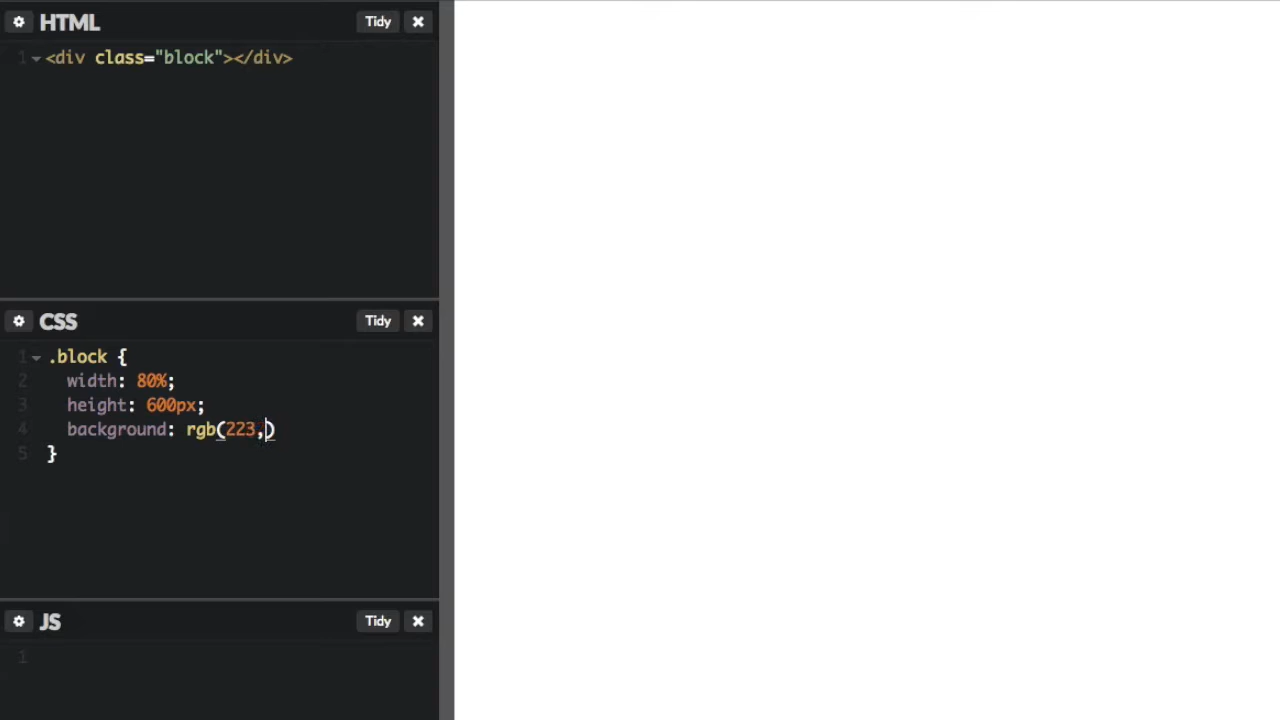 HTML Tidy
1 <div class="block"></div>
CSS Tidy
1 .block {
2 width: 80%;
3 height: 600px;
4 background: rgb(223,)
5 }
JS Tidy
1